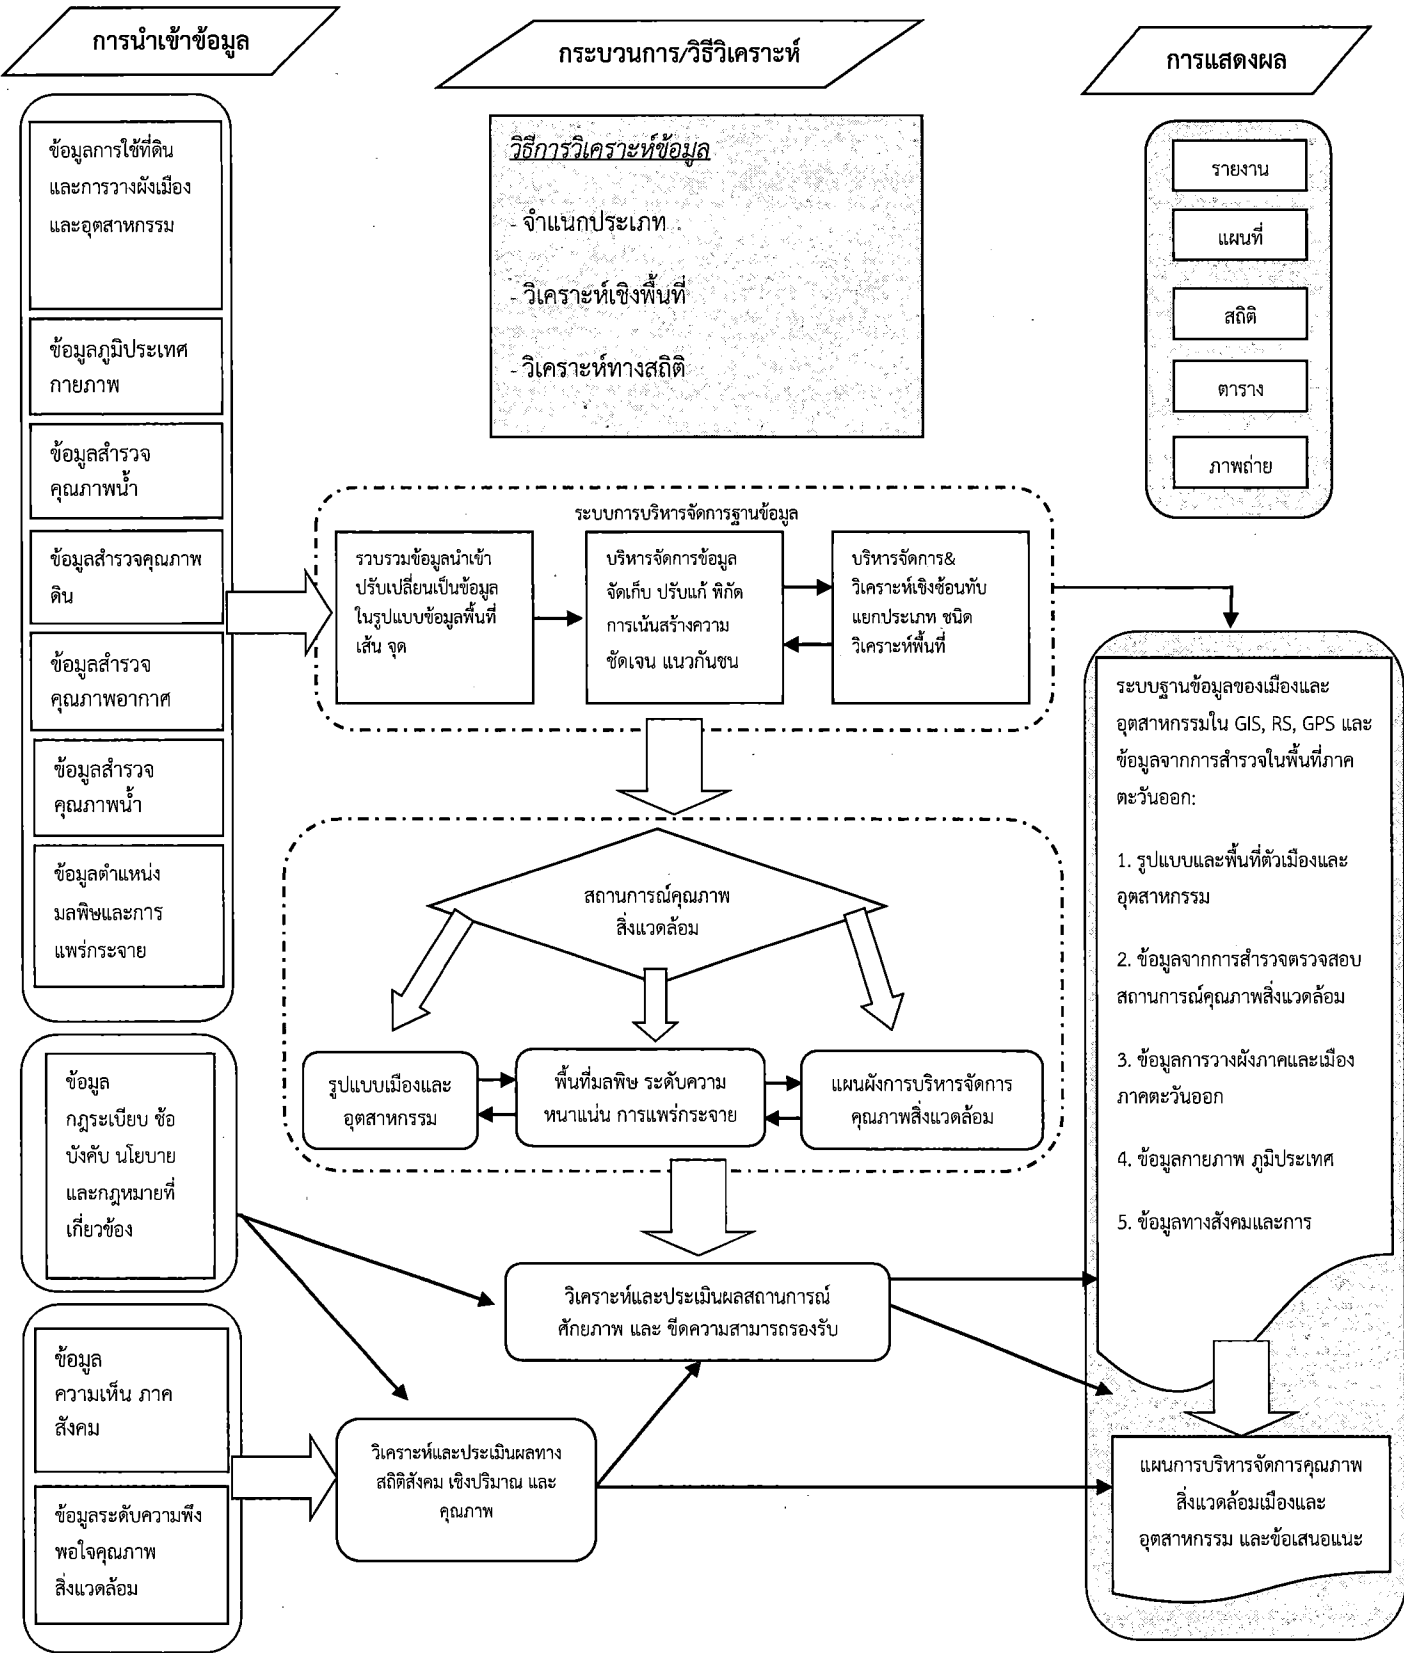 การนำเข้าข้อมูล
กระบวนการ/วิธีวิเคราะห์
การแสดงผล
ข้อมูลการใช้ที่ดิน
และการวางผังเมือง
และอุตสาหกรรม
ข้อมูลภูมิประเทศ
กายภาพ
ข้อมูลสำรวจ
คุณภาพน้ำ
ข้อมูลสำรวจคุณภาพ
ดิน
ข้อมูลสำรวจ
คุณภาพอากาศ
ข้อมูลสำรวจ
คุณภาพน้ำ
ข้อมูลตำแหน่ง
มลพิษและการ
แพร่กระจาย
ข้อมูล
กฎระเบียบ ข้อ
บังคับ นโยบาย
และกฎหมายที่
เกี่ยวข้อง
ข้อมูล
ความเห็น ภาค
สังคม
ข้อมูลระดับความพึง
พอใจคุณภาพ
สิ่งแวดล้อม
วิธีการวิเคราะห์ข้อมูล
- จำแนกประเภท
- วิเคราะห์เชิงพื้นที่
- วิเคราะห์ทางสถิติ
ระบบการบริหารจัดการฐานข้อมูล
รวบรวมข้อมูลนำเข้า
ปรับเปลี่ยนเป็นข้อมูล
ในรูปแบบข้อมูลพื้นที่
เส้น จุด
บริหารจัดการข้อมูล
จัดเก็บ ปรับแก้ พิกัด
การเน้นสร้างความ
ชัดเจน แนวกันชน
บริหารจัดการ&
วิเคราะห์เชิงซ้อนทับ
แยกประเภท ชนิด
วิเคราะห์พื้นที่
สถานการณ์คุณภาพ
สิ่งแวดล้อม
รูปแบบเมืองและ
อุตสาหกรรม
พื้นที่มลพิษ ระดับความ
หนาแน่น การแพร่กระจาย
แผนผังการบริหารจัดการ
คุณภาพสิ่งแวดล้อม
วิเคราะห์และประเมินผลสถานการณ์
ศักยภาพ และ ขีดความสามารถรองรับ
วิเคราะห์และประเมินผลทาง
สถิติสังคม เชิงปริมาณ และ
คุณภาพ
รายงาน
แผนที่
สถิติ
ตาราง
ภาพถ่าย
ระบบฐานข้อมูลของเมืองและ
อุตสาหกรรมใน GIS, RS, GPS และ
ข้อมูลจากการสำรวจในพื้นที่ภาค
ตะวันออก:
1. รูปแบบและพื้นที่ตัวเมืองและ
อุตสาหกรรม
2. ข้อมูลจากการสำรวจตรวจสอบ
สถานการณ์คุณภาพสิ่งแวดล้อม
3. ข้อมูลการวางผังภาคและเมือง
ภาคตะวันออก
4. ข้อมูลกายภาพ ภูมิประเทศ
5. ข้อมูลทางสังคมและการ
แผนการบริหารจัดการคุณภาพ
สิ่งแวดล้อมเมืองและ
อุตสาหกรรม และข้อเสนอแนะ